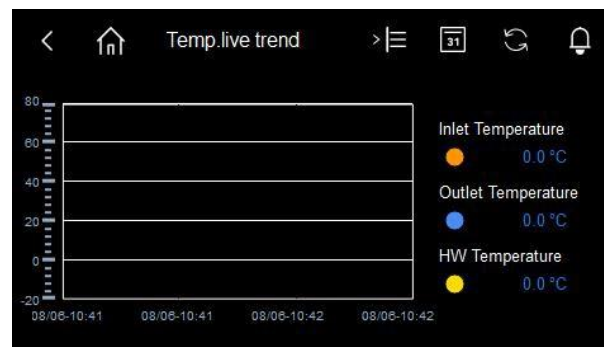 Temp.live trend
31
80
60
40
20
0
-20
08/06-10:41 08/06-10:41 08/06-10:42 08/06-10:42
Inlet Temperature
0.0 °C
Outlet Temperature
0.0 °C
HW Temperature
0.0 °C